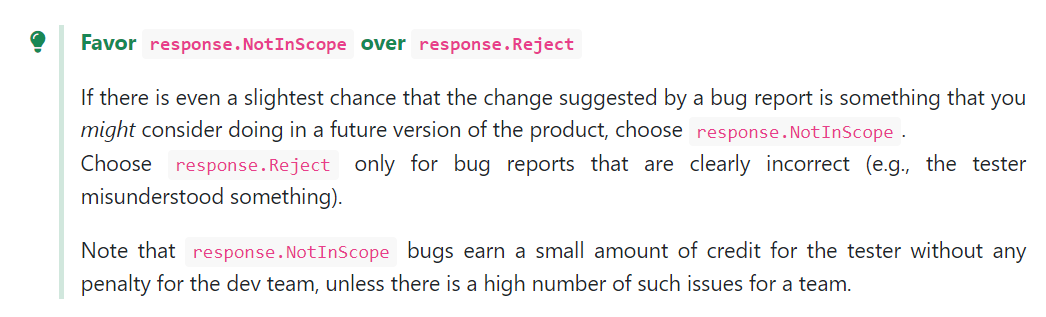 Favor response.NotInScope over response.Reject
If there is even a slightest chance that the change suggested by a bug report is something that you
might consider doing in a future version of the product, choose response.NotInScope.
Choose response.Reject only for bug reports that are clearly incorrect (e.g., the tester
misunderstood something).
Note that response.NotInScope bugs earn a small amount of credit for the tester without any
penalty for the dev team, unless there is a high number of such issues for a team.